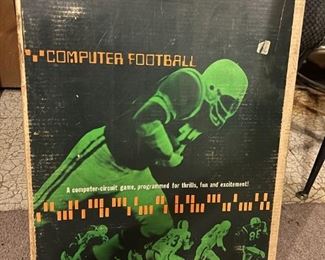 COMPUTER FOOTBALL
A computer-circuit game, programmed for thrills, fun and excitement!